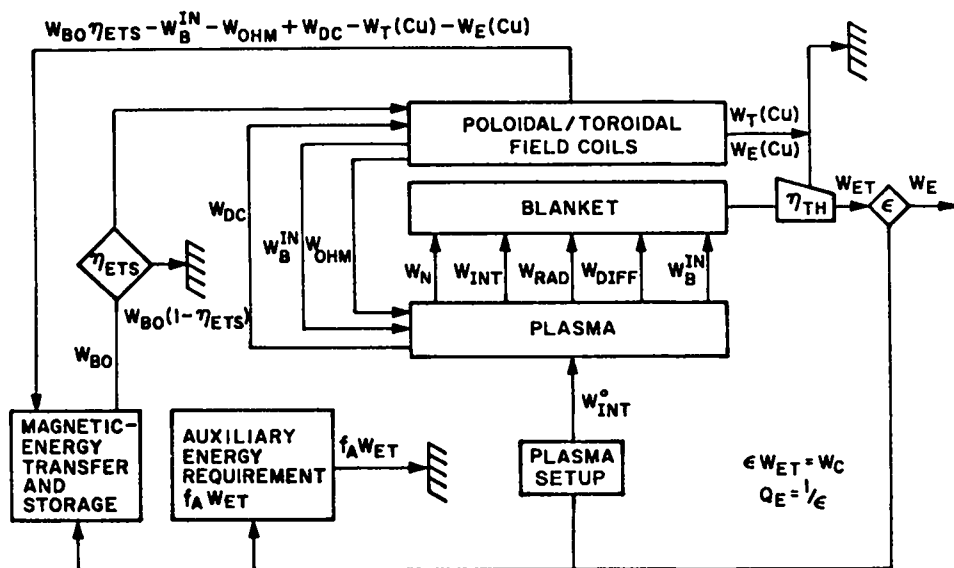 W_BO η_ETS − W_B^IN − W_OHM + W_DC − W_T(Cu) − W_E(Cu)
POLOIDAL/TOROIDAL
FIELD COILS
W_T(Cu)
W_E(Cu)
BLANKET
η_TH
W_ET
ϵ
W_E
W_DC
W_B^IN
W_OHM
W_N
W_INT
W_RAD
W_DIFF
W_B^IN
η_ETS
W_BO(1−η_ETS)
PLASMA
W_BO
W_INT^o
MAGNETIC-
ENERGY
TRANSFER
AND
STORAGE
AUXILIARY
ENERGY
REQUIREMENT
f_A W_ET
f_A W_ET
PLASMA
SETUP
ϵ W_ET = W_C
Q_E = 1/ϵ